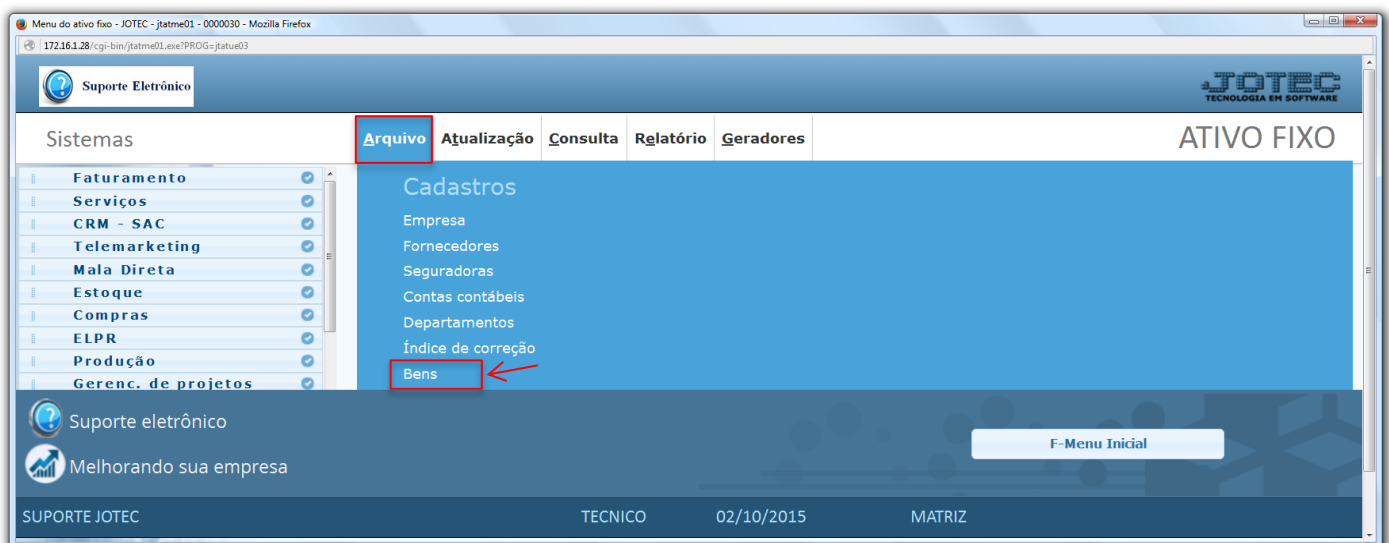 Menu do ativo fixo - JOTEC - jtatme01 - 0000030 - Mozilla Firefox
172.16.1.28/cgi-bin/jtatme01.exe?PROG=jtatue03
Suporte Eletrônico
JOTEC
TECNOLOGIA EM SOFTWARE
Sistemas
Arquivo Atualização Consulta Relatório Geradores
ATIVO FIXO
Faturamento
Serviços
CRM - SAC
Telemarketing
Mala Direta
Estoque
Compras
ELPR
Produção
Gerenc. de projetos
Cadastros
Empresa
Fornecedores
Seguradoras
Contas contábeis
Departamentos
Índice de correção
Bens
Suporte eletrônico
Melhorando sua empresa
F-Menu Inicial
SUPORTE JOTEC TECNICO 02/10/2015 MATRIZ